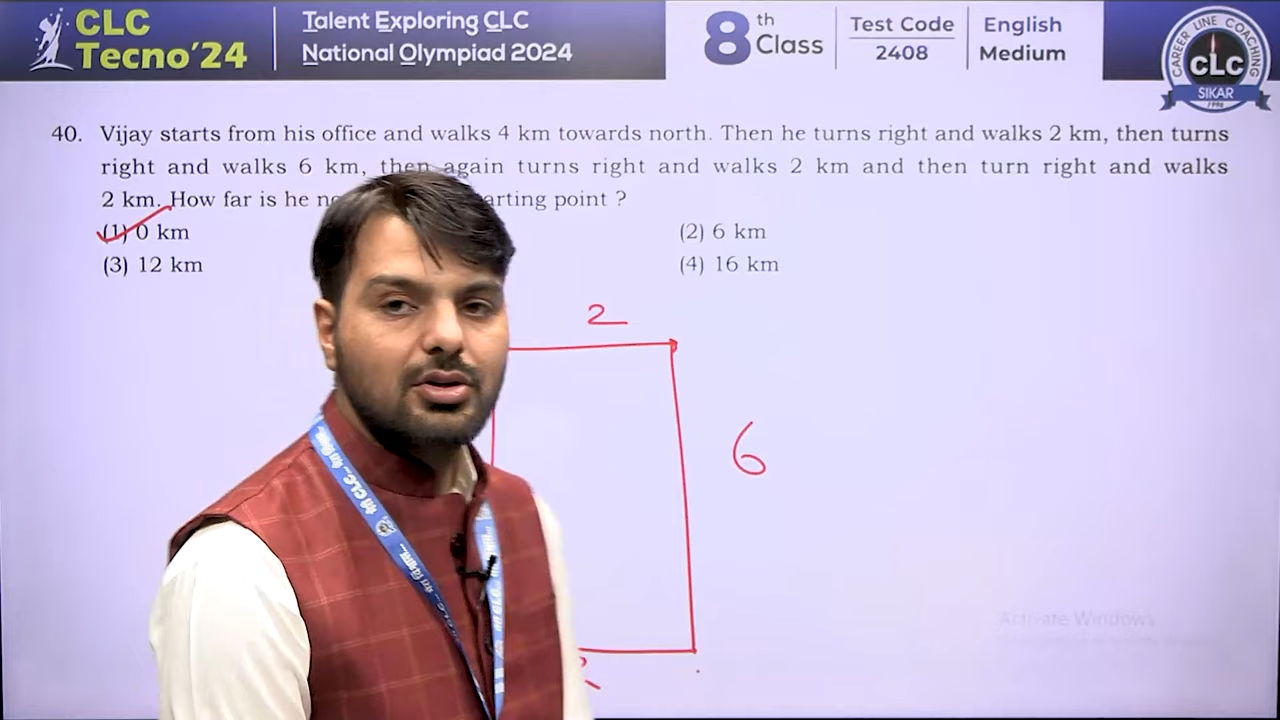 CLC
Tecno'24
Talent Exploring CLC
National Olympiad 2024
8th Class
Test Code
2408
English
Medium
CAREER LINE COACHING
CLC
SIKAR
1996
40. Vijay starts from his office and walks 4 km towards north. Then he turns right and walks 2 km, then turns
right and walks 6 km, then again turns right and walks 2 km and then turn right and walks
2 km. How far is he arting point ?
(1) 0 km
(2) 6 km
(3) 12 km
(4) 16 km
2
6
Activate Windows
CLC